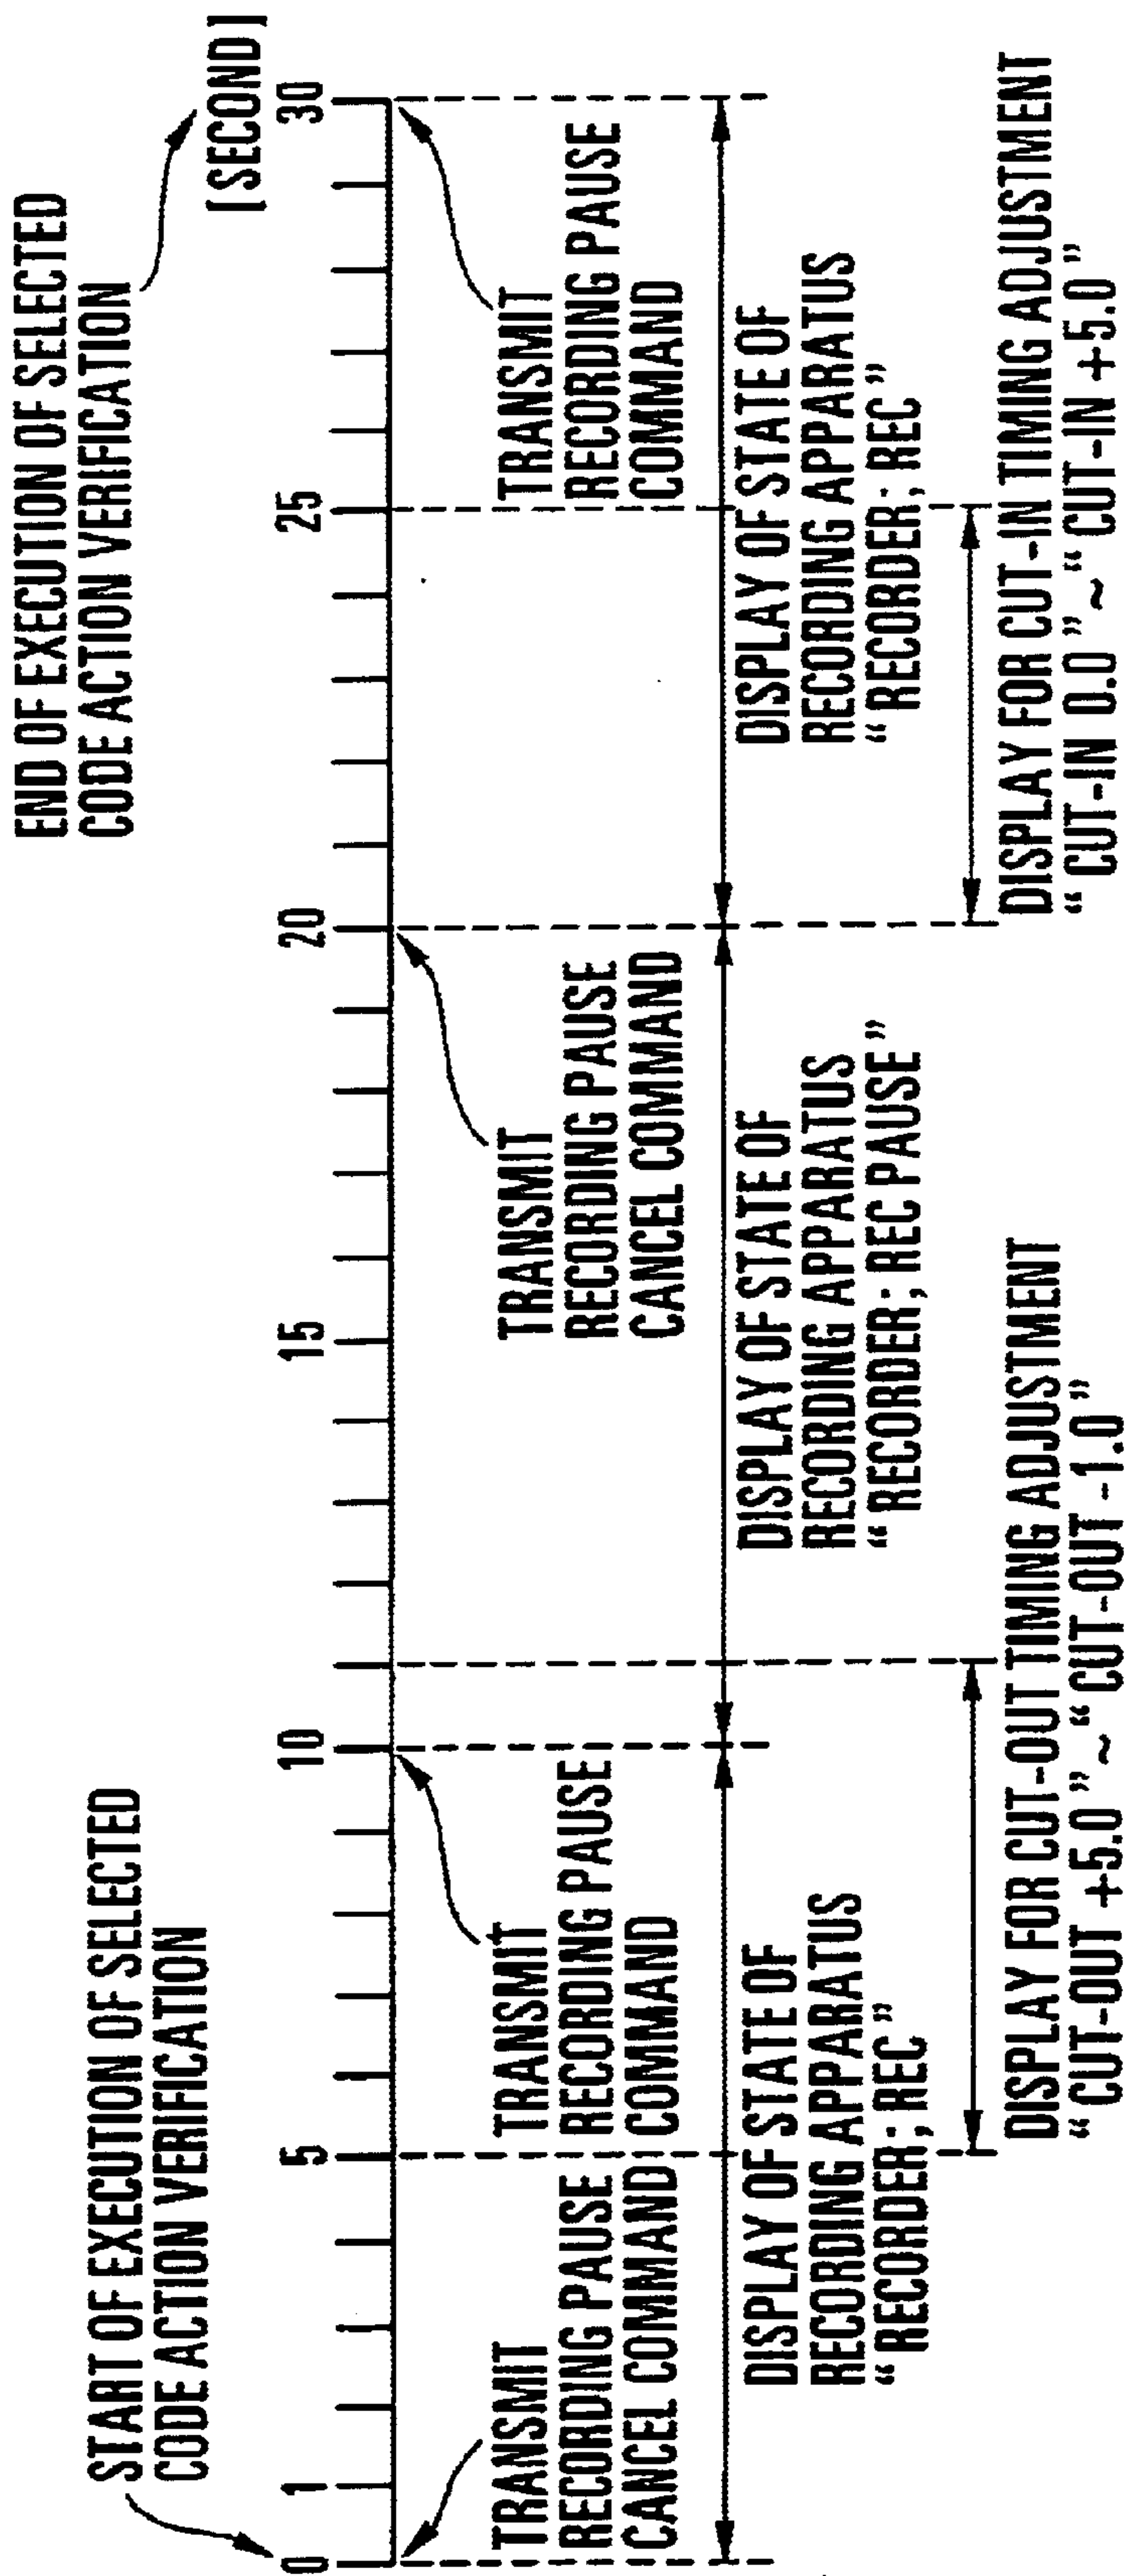 START OF EXECUTION OF SELECTED
CODE ACTION VERIFICATION
END OF EXECUTION OF SELECTED
CODE ACTION VERIFICATION
[SECOND]
0
1
5
10
15
20
25
30
TRANSMIT
RECORDING PAUSE
CANCEL COMMAND
TRANSMIT
RECORDING PAUSE
COMMAND
TRANSMIT
RECORDING PAUSE
CANCEL COMMAND
TRANSMIT
RECORDING PAUSE
COMMAND
DISPLAY OF STATE OF
RECORDING APPARATUS
“RECORDER; REC”
DISPLAY OF STATE OF
RECORDING APPARATUS
“RECORDER; REC PAUSE”
DISPLAY OF STATE OF
RECORDING APPARATUS
“RECORDER; REC”
DISPLAY FOR CUT-OUT TIMING ADJUSTMENT
“CUT-OUT +5.0” ~ “CUT-OUT -1.0”
DISPLAY FOR CUT-IN TIMING ADJUSTMENT
“CUT-IN 0.0” ~ “CUT-IN +5.0”